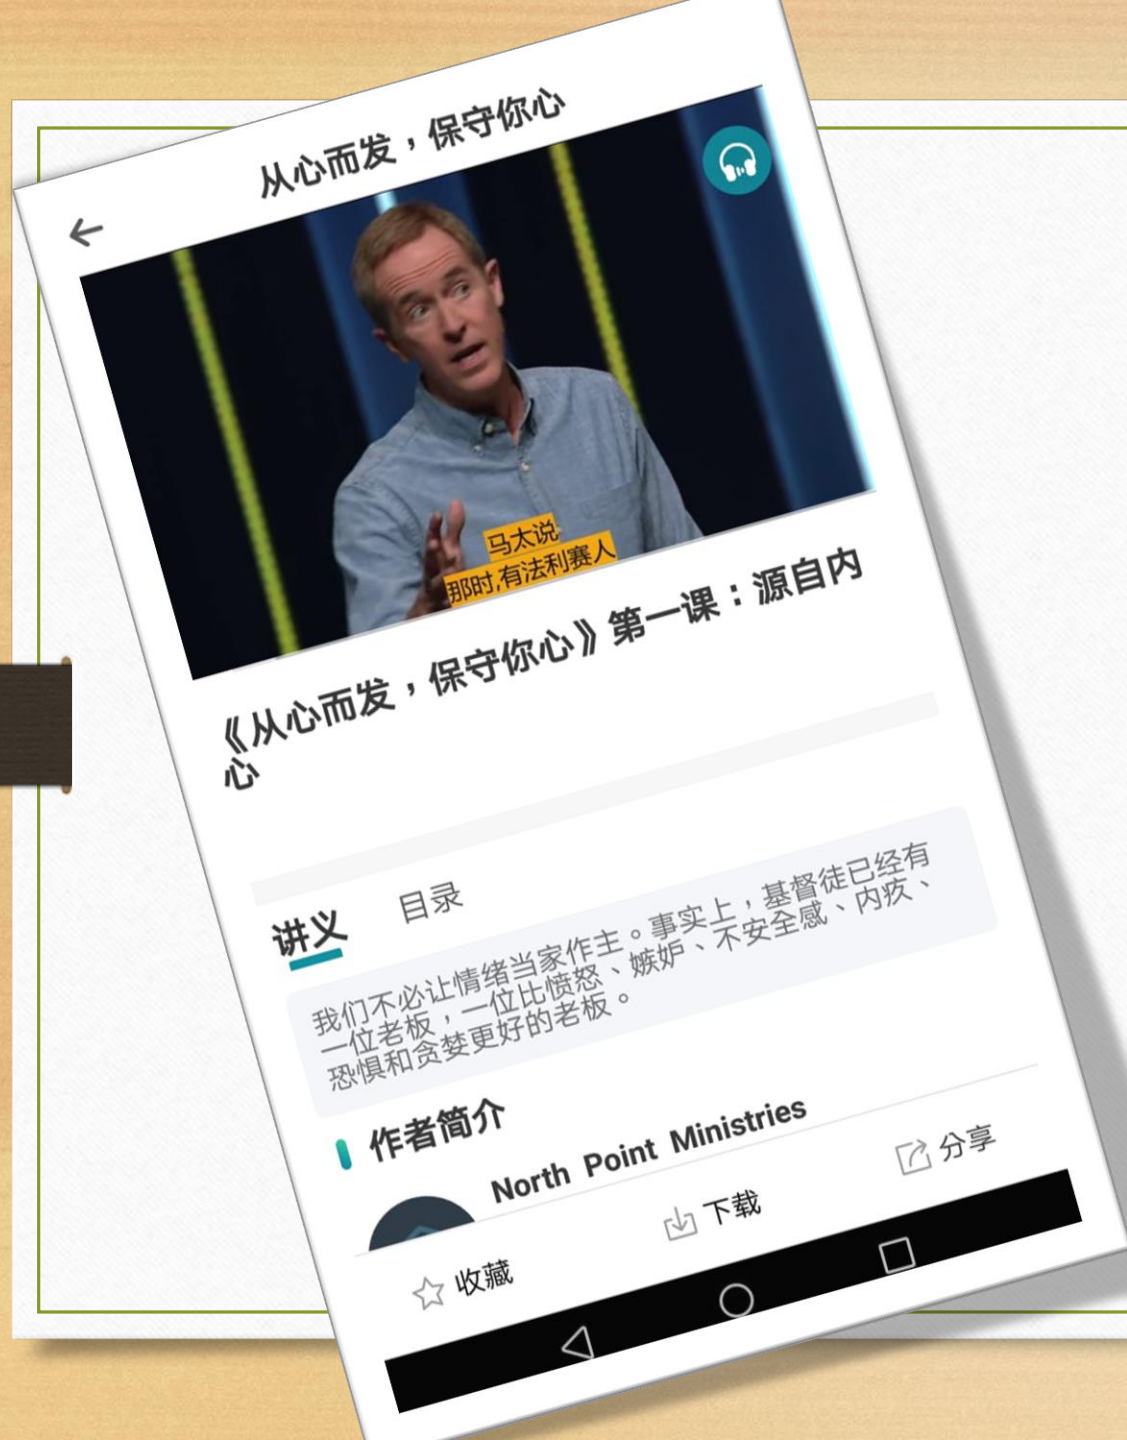 从心而发，保守你心
马太说
那时,有法利赛人
《从心而发，保守你心》第一课：源自内
心
讲义
目录
我们不必让情绪当家作主。事实上，基督徒已经有
一位老板，一位比愤怒、嫉妒、不安全感、内疚、
恐惧和贪婪更好的老板。
作者简介
North Point Ministries
收藏
下载
分享